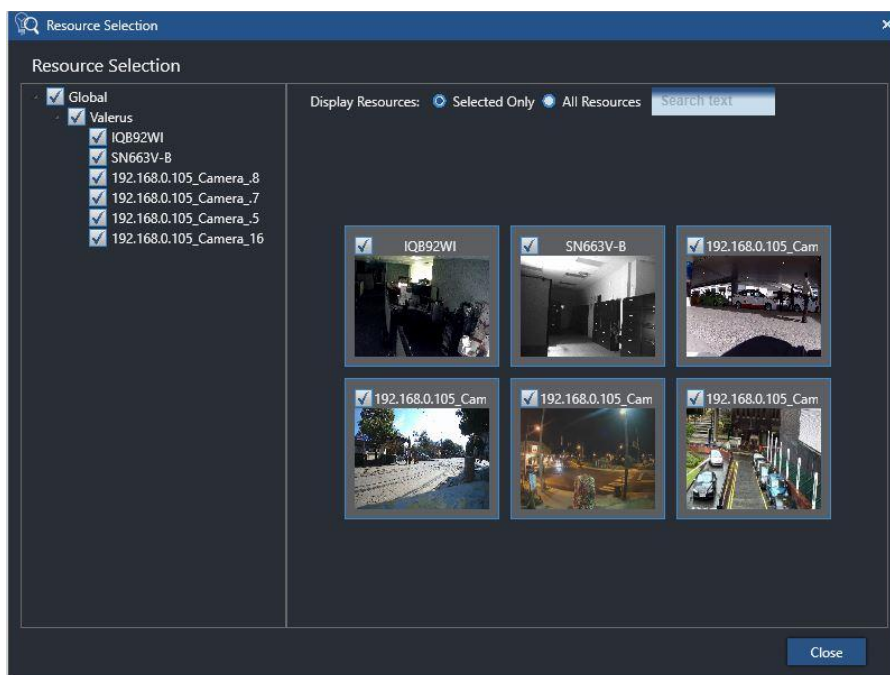 Resource Selection
Resource Selection
Global
Valerus
IQB92WI
SN663V-B
192.168.0.105_Camera_.8
192.168.0.105_Camera_.7
192.168.0.105_Camera_.5
192.168.0.105_Camera_16
Display Resources: Selected Only All Resources Search text
IQB92WI SN663V-B 192.168.0.105_Cam
192.168.0.105_Cam 192.168.0.105_Cam 192.168.0.105_Cam
Close